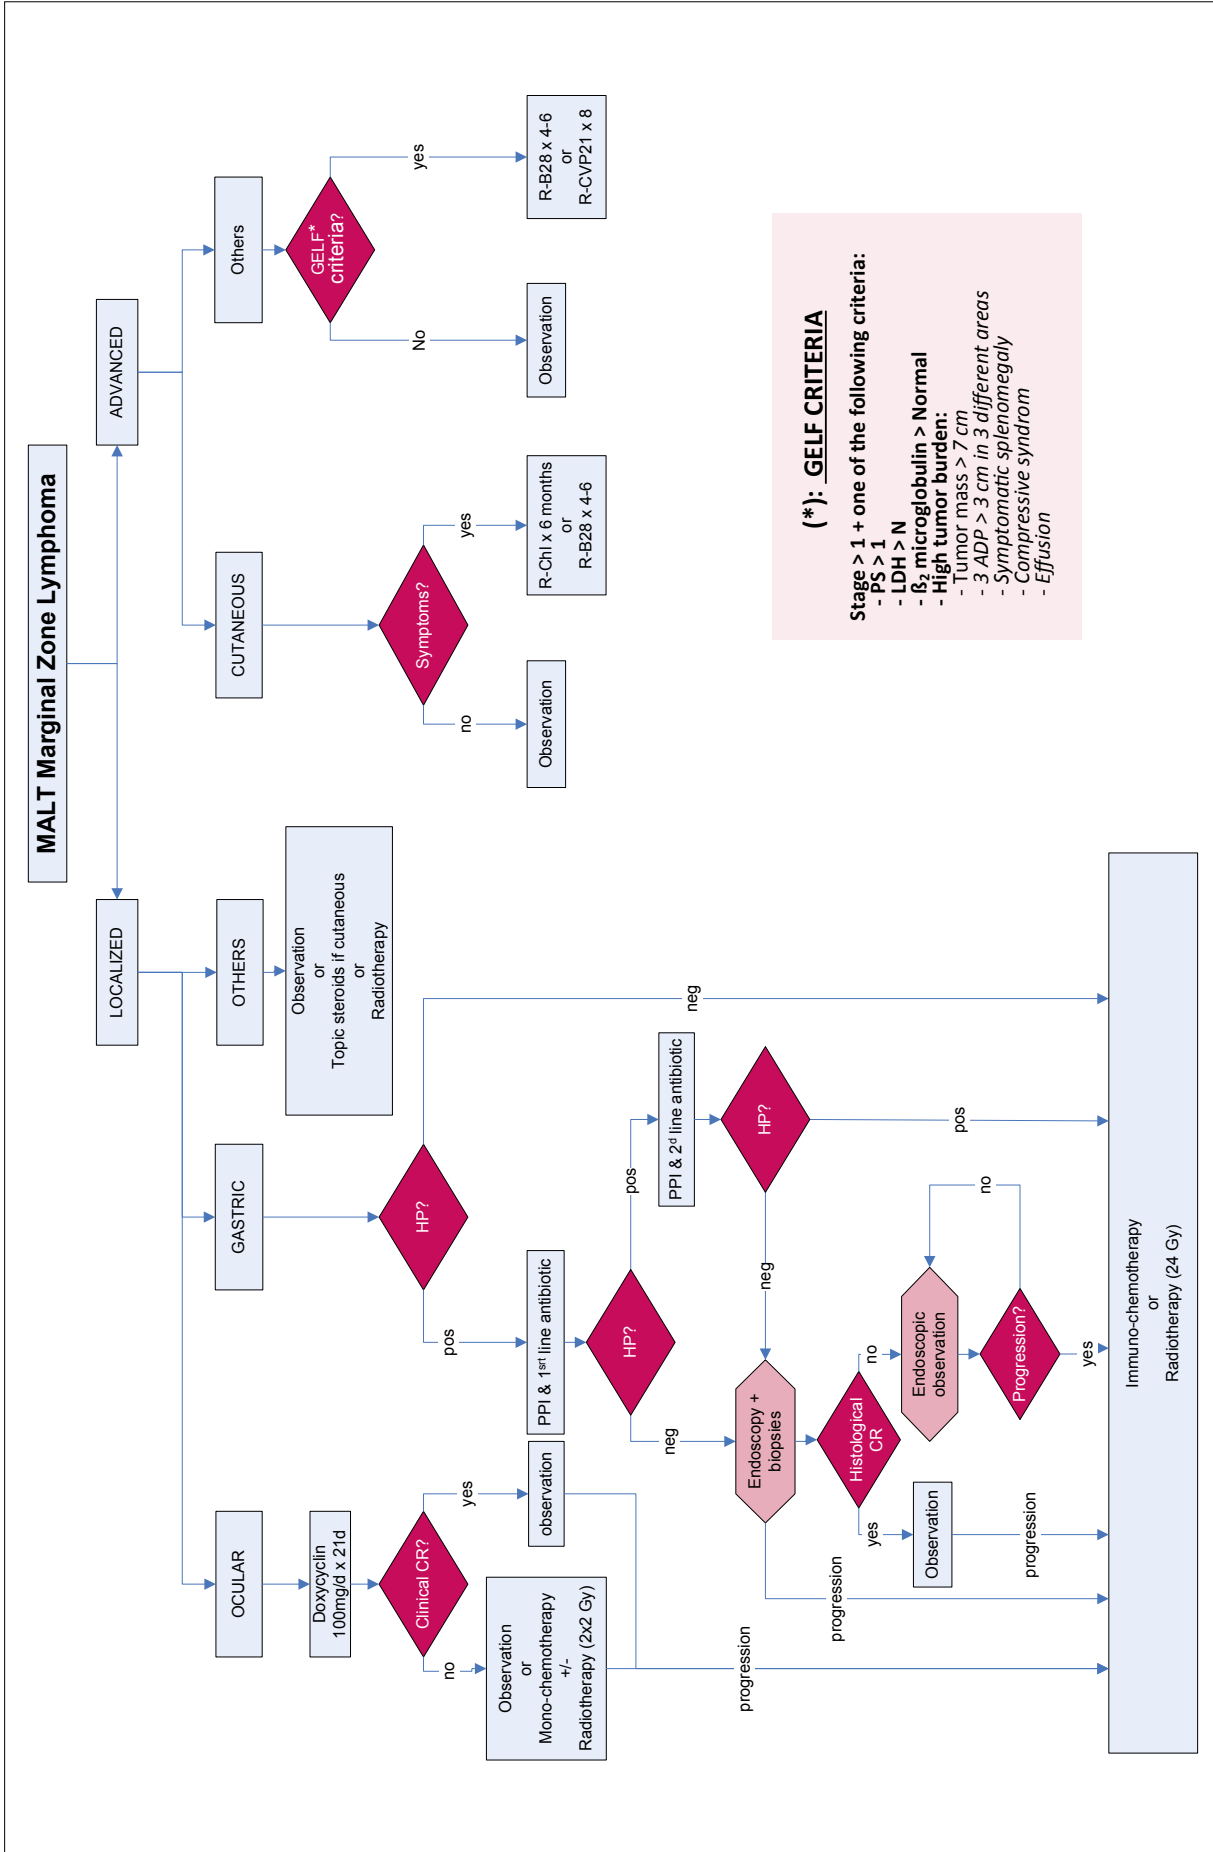 MALT Marginal Zone Lymphoma
LOCALIZED
ADVANCED
OCULAR
GASTRIC
OTHERS
CUTANEOUS
Others
Doxycyclin
100mg/d x 21d
Clinical CR?
no
yes
Observation
or
Mono-chemotherapy
+/-
Radiotherapy (2x2 Gy)
observation
progression
HP?
pos
neg
PPI & 1srt line antibiotic
HP?
neg
pos
PPI & 2d line antibiotic
HP?
neg
pos
Endoscopy +
biopsies
progression
Histological
CR
yes
no
Observation
progression
Endoscopic
observation
Progression?
no
yes
Immuno-chemotherapy
or
Radiotherapy (24 Gy)
Observation
or
Topic steroids if cutaneous
or
Radiotherapy
Symptoms?
no
yes
Observation
R-Chl x 6 months
or
R-B28 x 4-6
GELF*
criteria?
No
yes
Observation
R-B28 x 4-6
or
R-CVP21 x 8
(*): GELF CRITERIA
Stage > 1 + one of the following criteria:
- PS > 1
- LDH > N
- ß2 microglobulin > Normal
- High tumor burden:
- Tumor mass > 7 cm
- 3 ADP > 3 cm in 3 different areas
- Symptomatic splenomegaly
- Compressive syndrom
- Effusion